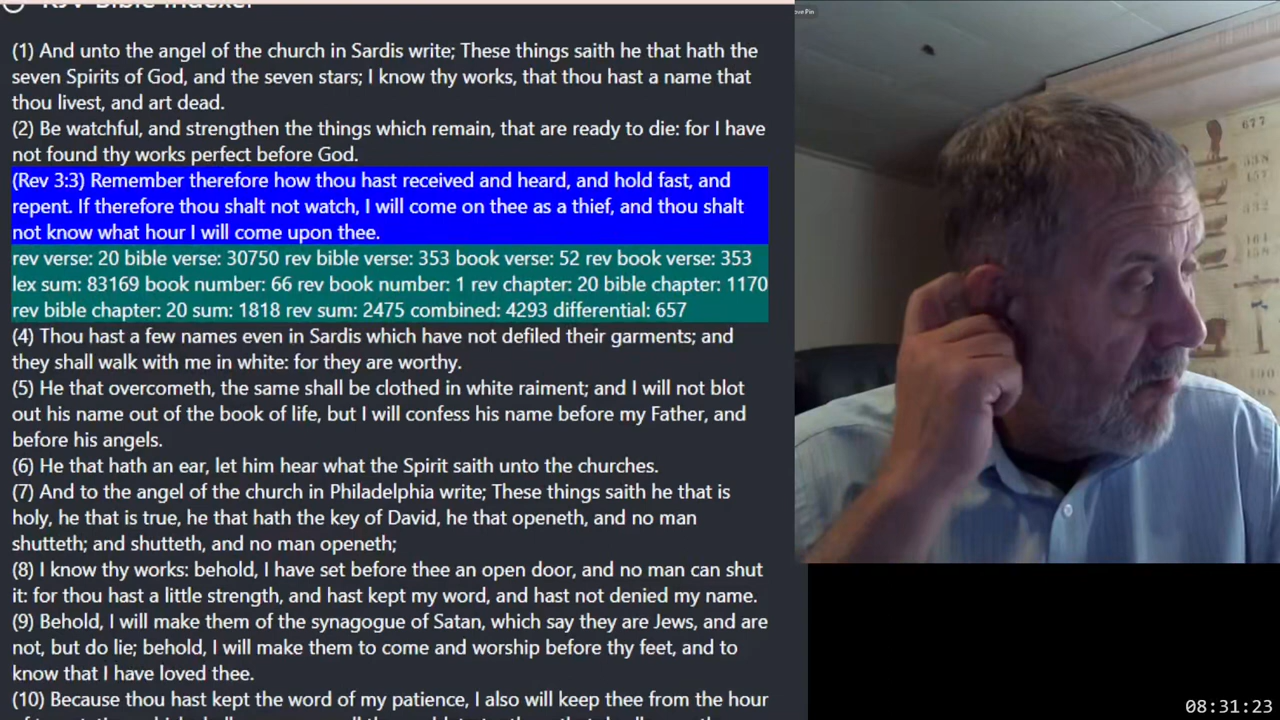 KJV Bible Indexer
(1) And unto the angel of the church in Sardis write; These things saith he that hath the
seven Spirits of God, and the seven stars; I know thy works, that thou hast a name that
thou livest, and art dead.
(2) Be watchful, and strengthen the things which remain, that are ready to die: for I have
not found thy works perfect before God.
(Rev 3:3) Remember therefore how thou hast received and heard, and hold fast, and
repent. If therefore thou shalt not watch, I will come on thee as a thief, and thou shalt
not know what hour I will come upon thee.
rev verse: 20 bible verse: 30750 rev bible verse: 353 book verse: 52 rev book verse: 353
lex sum: 83169 book number: 66 rev book number: 1 rev chapter: 20 bible chapter: 1170
rev bible chapter: 20 sum: 1818 rev sum: 2475 combined: 4293 differential: 657
(4) Thou hast a few names even in Sardis which have not defiled their garments; and
they shall walk with me in white: for they are worthy.
(5) He that overcometh, the same shall be clothed in white raiment; and I will not blot
out his name out of the book of life, but I will confess his name before my Father, and
before his angels.
(6) He that hath an ear, let him hear what the Spirit saith unto the churches.
(7) And to the angel of the church in Philadelphia write; These things saith he that is
holy, he that is true, he that hath the key of David, he that openeth, and no man
shutteth; and shutteth, and no man openeth;
(8) I know thy works: behold, I have set before thee an open door, and no man can shut
it: for thou hast a little strength, and hast kept my word, and hast not denied my name.
(9) Behold, I will make them of the synagogue of Satan, which say they are Jews, and are
not, but do lie; behold, I will make them to come and worship before thy feet, and to
know that I have loved thee.
(10) Because thou hast kept the word of my patience, I also will keep thee from the hour
677
08:31:23